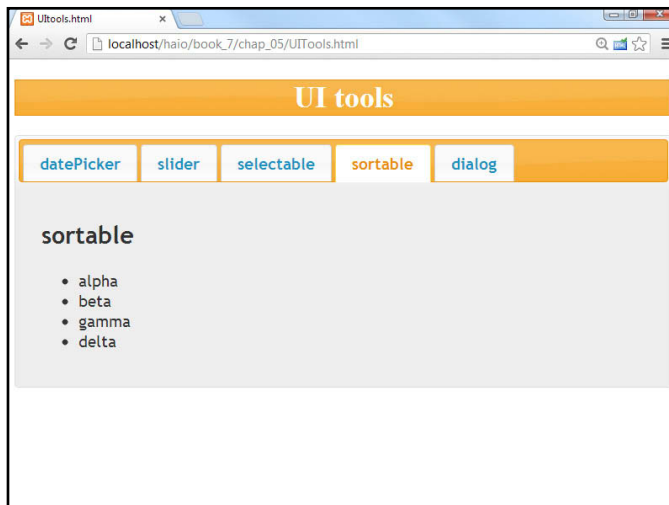 UItools.html
localhost/haio/book_7/chap_05/UITools.html
UI tools
datePicker slider selectable sortable dialog
sortable
• alpha
• beta
• gamma
• delta